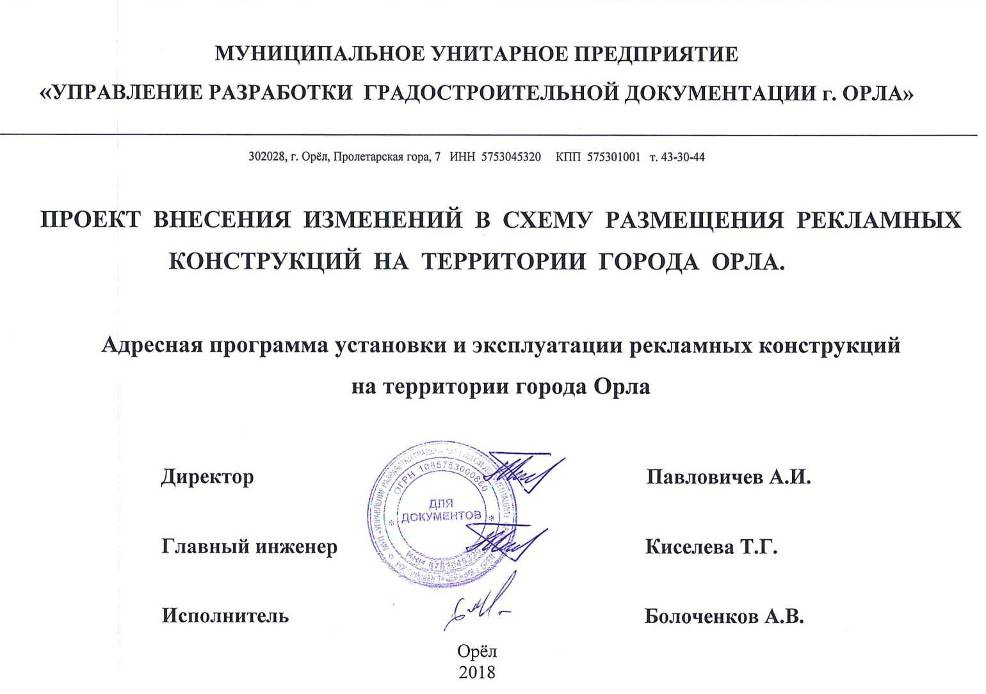 МУНИЦИПАЛЬНОЕ УНИТАРНОЕ ПРЕДПРИЯТИЕ
«УПРАВЛЕНИЕ РАЗРАБОТКИ ГРАДОСТРОИТЕЛЬНОЙ ДОКУМЕНТАЦИИ г. ОРЛА»
302028, г. Орёл, Пролетарская гора, 7 ИНН 5753045320 КПП 575301001 т. 43-30-44
ПРОЕКТ ВНЕСЕНИЯ ИЗМЕНЕНИЙ В СХЕМУ РАЗМЕЩЕНИЯ РЕКЛАМНЫХ
КОНСТРУКЦИЙ НА ТЕРРИТОРИИ ГОРОДА ОРЛА.
Адресная программа установки и эксплуатации рекламных конструкций
на территории города Орла
Директор Павловичев А.И.
ОГРН
ДЛЯ
ДОКУМЕНТОВ
ИНН
Главный инженер Киселева Т.Г.
Исполнитель Болоченков А.В.
Орёл
2018